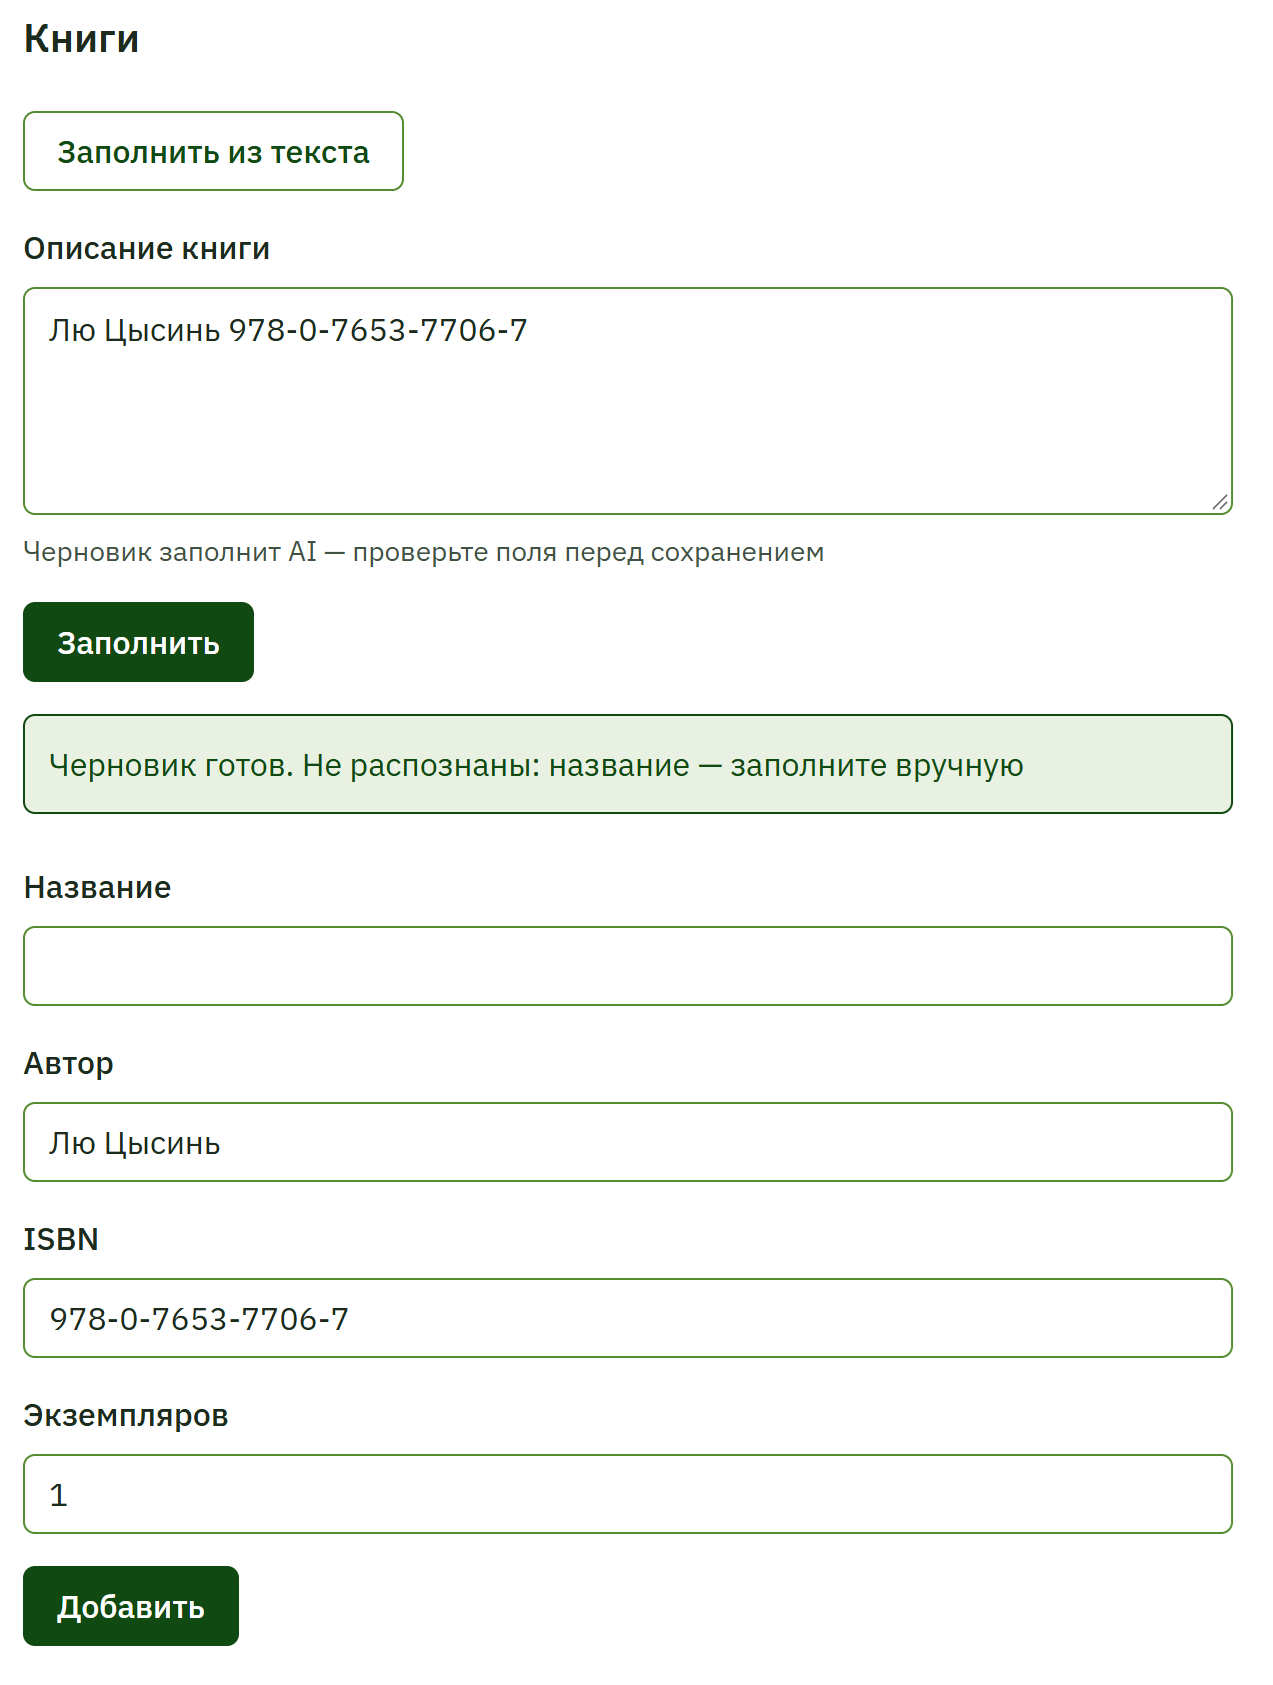 Книги
Заполнить из текста
Описание книги
Лю Цысинь 978-0-7653-7706-7
Черновик заполнит AI — проверьте поля перед сохранением
Заполнить
Черновик готов. Не распознаны: название — заполните вручную
Название
Автор
Лю Цысинь
ISBN
978-0-7653-7706-7
Экземпляров
1
Добавить